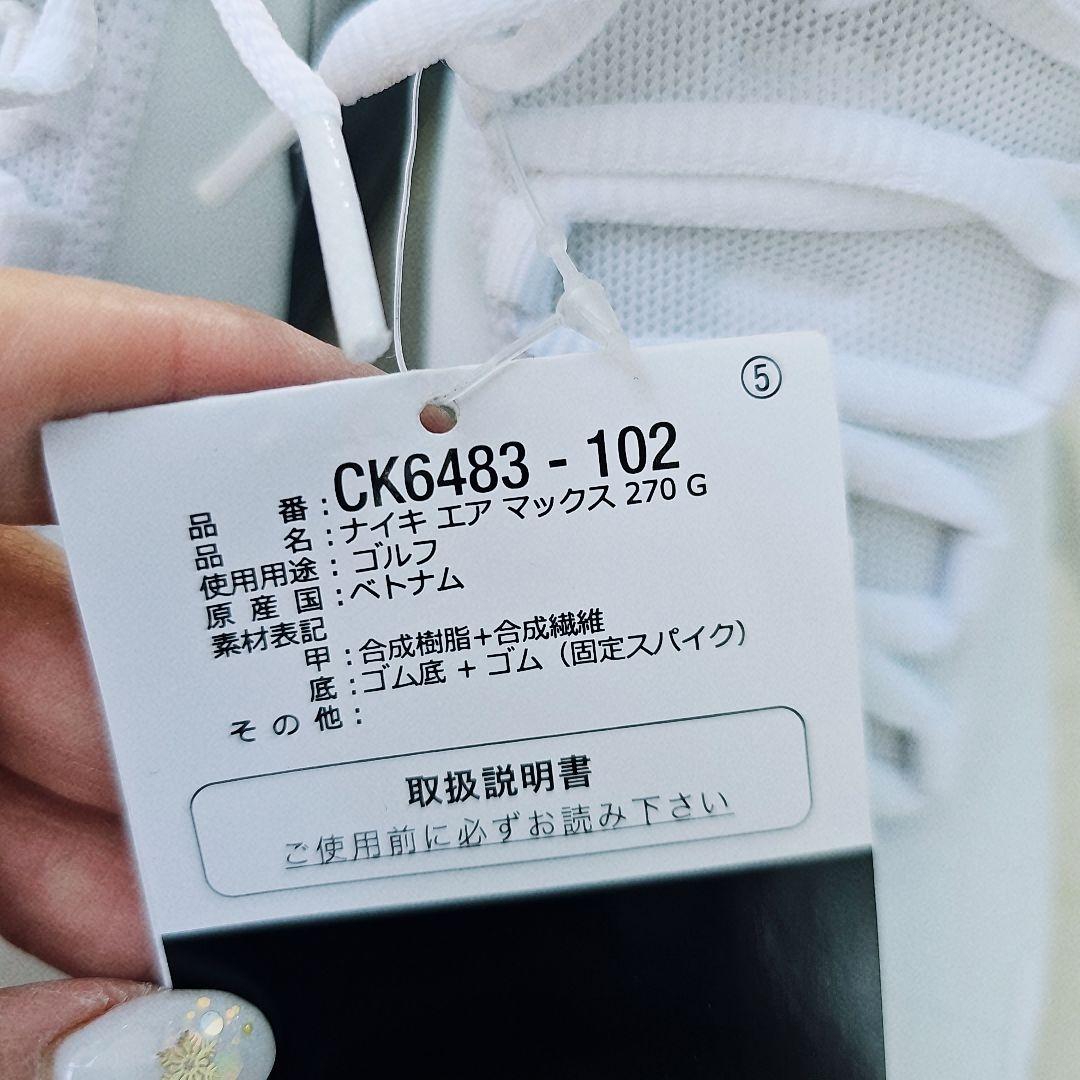 ⑤
品番:CK6483 - 102
品名:ナイキ エア マックス 270 G
使用用途:ゴルフ
原産国:ベトナム
素材表記
甲:合成樹脂+合成繊維
底:ゴム底 + ゴム(固定スパイク)
その他:
取扱説明書
ご使用前に必ずお読み下さい